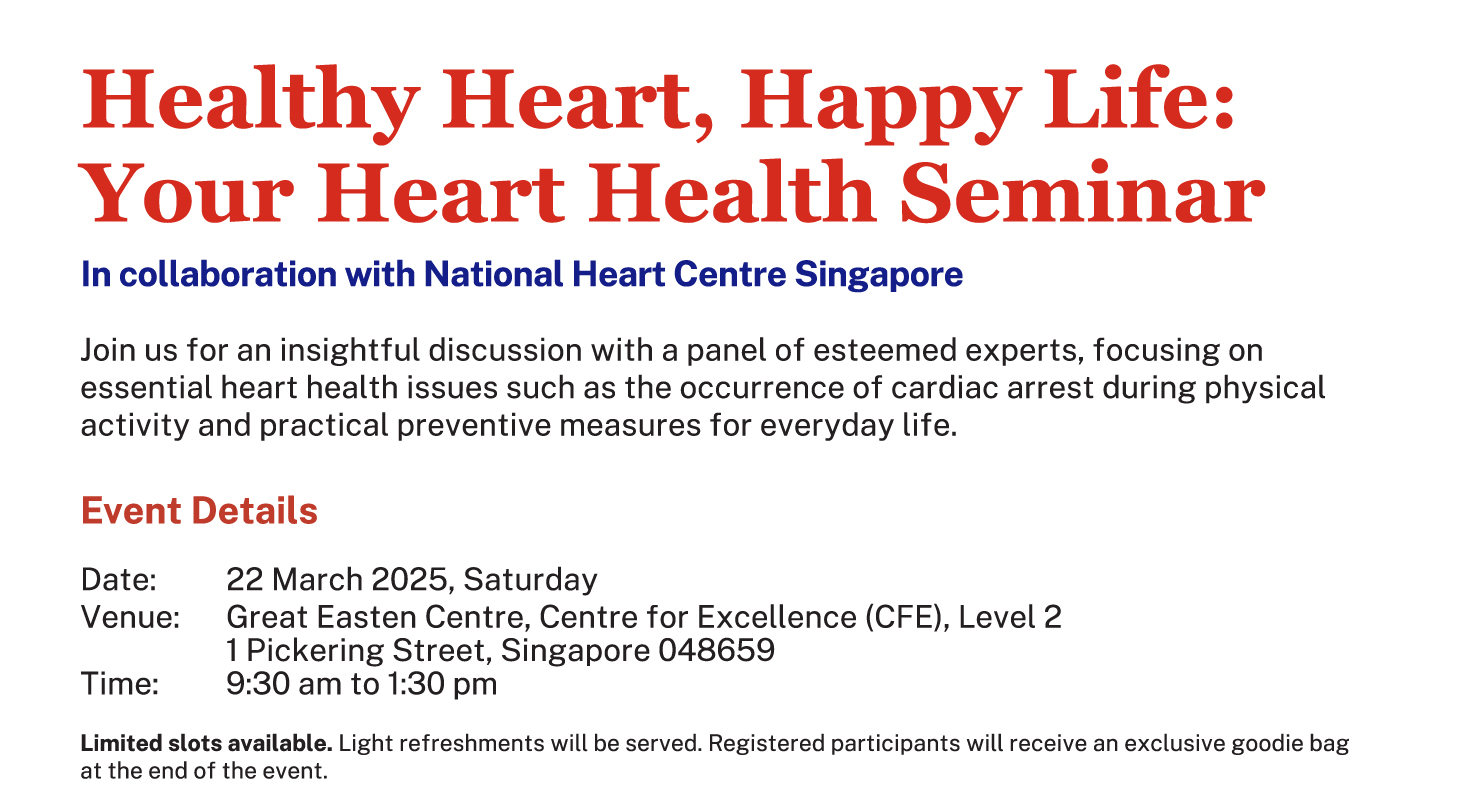 Healthy Heart, Happy Life:
Your Heart Health Seminar
In collaboration with National Heart Centre Singapore
Join us for an insightful discussion with a panel of esteemed experts, focusing on
essential heart health issues such as the occurrence of cardiac arrest during physical
activity and practical preventive measures for everyday life.
Event Details
Date: 22 March 2025, Saturday
Venue: Great Easten Centre, Centre for Excellence (CFE), Level 2
1 Pickering Street, Singapore 048659
Time: 9:30 am to 1:30 pm
Limited slots available. Light refreshments will be served. Registered participants will receive an exclusive goodie bag
at the end of the event.